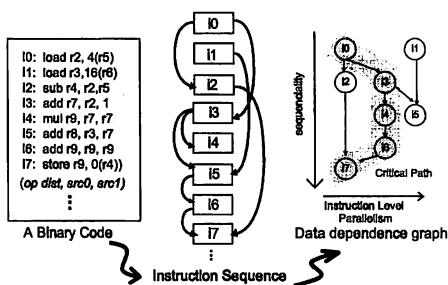 I0: load r2, 4(r5)
I1: load r3,16(r6)
I2: sub r4, r2,r5
I3: add r7, r2, 1
I4: mul r9, r7, r7
I5: add r8, r3, r7
I6: add r9, r9, r9
I7: store r9, 0(r4))
(op dist, src0, src1)
⋮
A Binary Code
I0
I1
I2
I3
I4
I5
I6
I7
⋮
Instruction Sequence
sequenciality
I0
I1
I2
I3
I4
I5
I6
I7
Critical Path
Instruction Level
Parallelism
Data dependence graph